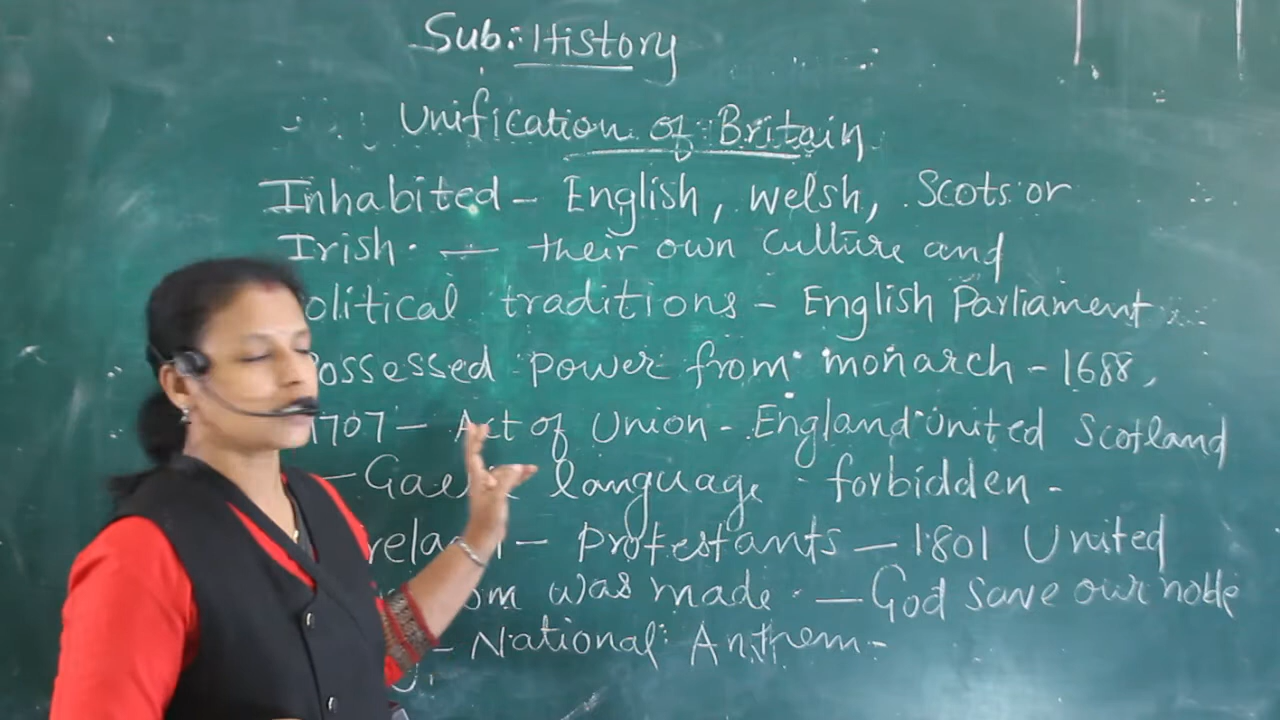 Sub: History
Unification of Britain
Inhabited - English, Welsh, Scots or
Irish. — their own Culture and
olitical traditions - English Parliament
Possessed power from monarch - 1688,
1707 - Act of Union - England united Scotland
- language forbidden -
- Protestants - 1801 United
was made. - God save our noble
- National Anthem -